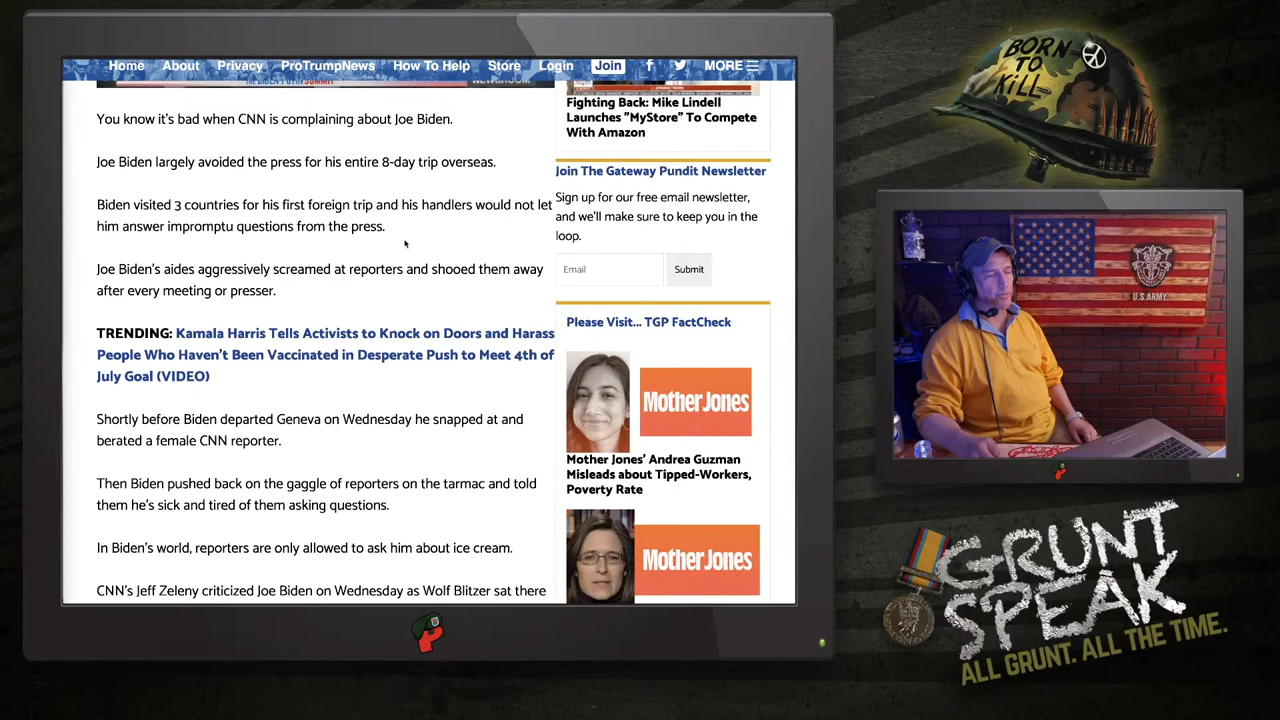 Home About Privacy ProTrumpNews How To Help Store Login Join f MORE
You know it's bad when CNN is complaining about Joe Biden.
Joe Biden largely avoided the press for his entire 8-day trip overseas.
Biden visited 3 countries for his first foreign trip and his handlers would not let
him answer impromptu questions from the press.
Joe Biden's aides aggressively screamed at reporters and shooed them away
after every meeting or presser.
TRENDING: Kamala Harris Tells Activists to Knock on Doors and Harass
People Who Haven't Been Vaccinated in Desperate Push to Meet 4th of
July Goal (VIDEO)
Shortly before Biden departed Geneva on Wednesday he snapped at and
berated a female CNN reporter.
Then Biden pushed back on the gaggle of reporters on the tarmac and told
them he's sick and tired of them asking questions.
In Biden's world, reporters are only allowed to ask him about ice cream.
CNN's Jeff Zeleny criticized Joe Biden on Wednesday as Wolf Blitzer sat there
Fighting Back: Mike Lindell
Launches "MyStore" To Compete
With Amazon
Join The Gateway Pundit Newsletter
Sign up for our free email newsletter,
and we'll make sure to keep you in the
loop.
Email Submit
Please Visit... TGP FactCheck
Mother Jones
Mother Jones' Andrea Guzman
Misleads about Tipped-Workers,
Poverty Rate
Mother Jones
BORN
TO
KiLL
U.S ARMY
GRUNT
SPEAK
ALL GRUNT. ALL THE TIME.